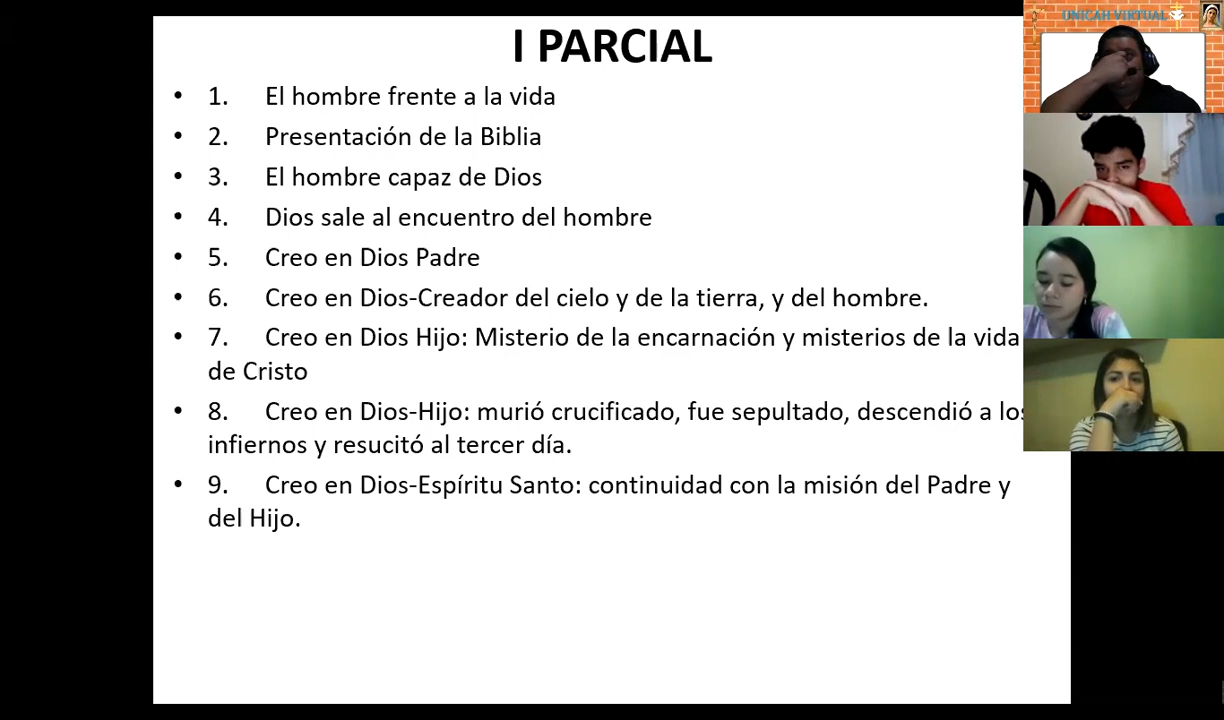 I PARCIAL
• 1. El hombre frente a la vida
• 2. Presentación de la Biblia
• 3. El hombre capaz de Dios
• 4. Dios sale al encuentro del hombre
• 5. Creo en Dios Padre
• 6. Creo en Dios-Creador del cielo y de la tierra, y del hombre.
• 7. Creo en Dios Hijo: Misterio de la encarnación y misterios de la vida
de Cristo
• 8. Creo en Dios-Hijo: murió crucificado, fue sepultado, descendió a los
infiernos y resucitó al tercer día.
• 9. Creo en Dios-Espíritu Santo: continuidad con la misión del Padre y
del Hijo.
UNICAH VIRTUAL